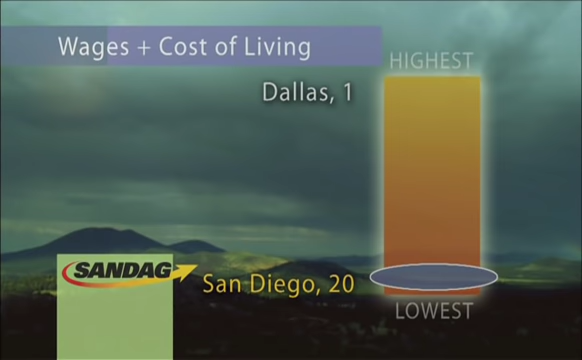 Wages + Cost of Living
HIGHEST
Dallas, 1
SANDAG
San Diego, 20
LOWEST